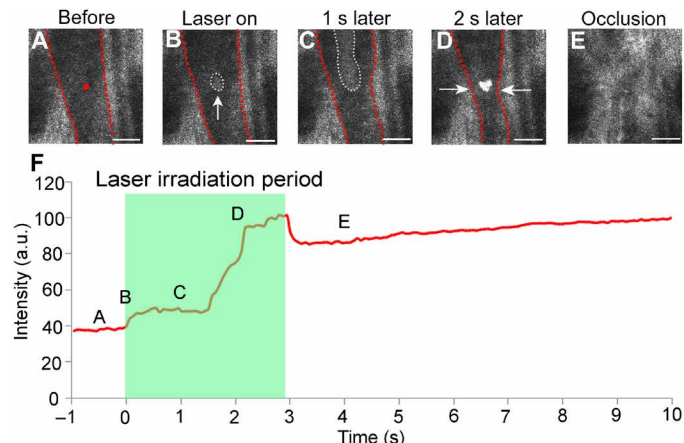 Before
Laser on
1 s later
2 s later
Occlusion
A
B
C
D
E
F
Laser irradiation period
Intensity (a.u.)
120
100
80
60
40
20
0
A
B
C
D
E
–1
0
1
2
3
4
5
6
7
8
9
10
Time (s)